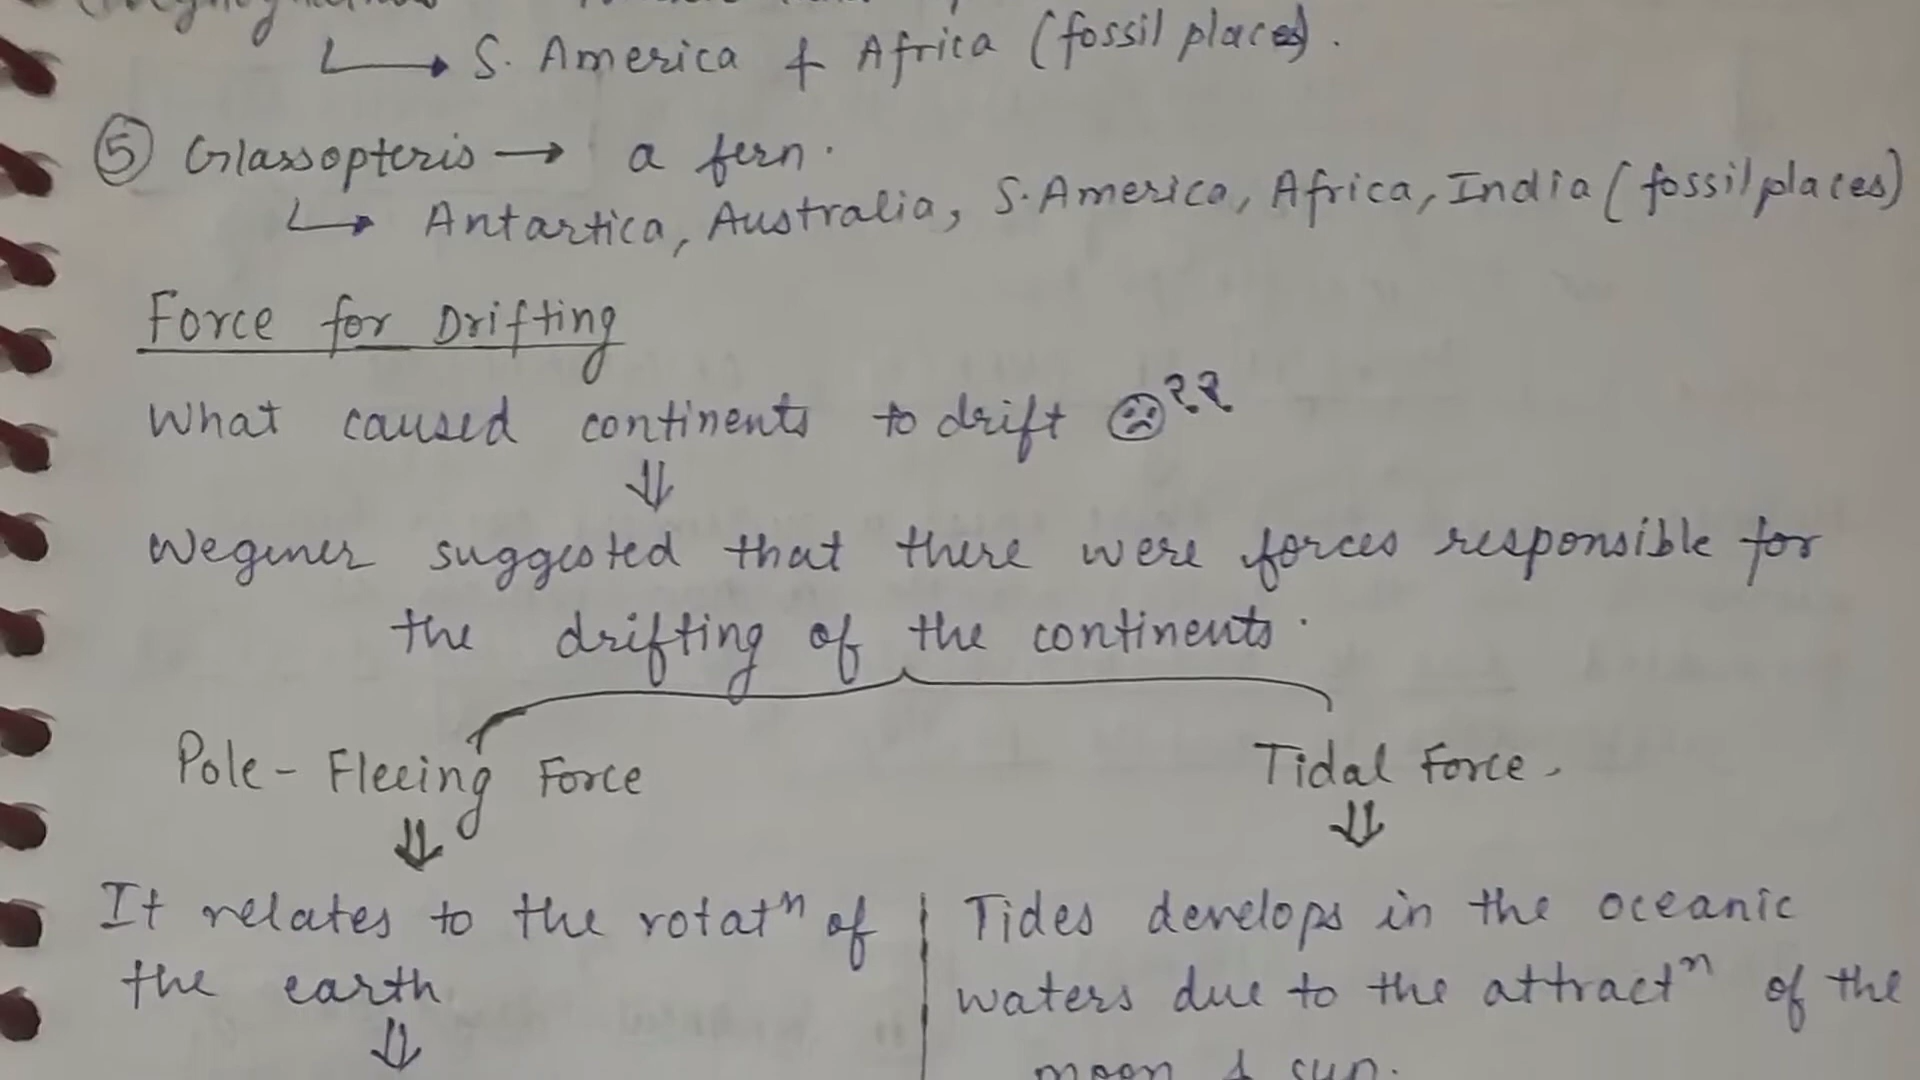 ↳ S. America & Africa (fossil places).
⑤ Glassopteris → a fern.
↳ Antartica, Australia, S. America, Africa, India (fossil places)
Force for Drifting
What caused continents to drift ☹??
⇓
Weginer suggested that there were forces responsible for
the drifting of the continents.
Pole-Fleeing Force
Tidal Force.
⇓
⇓
It relates to the rotatⁿ of
the earth
⇓
Tides develops in the oceanic
waters due to the attractⁿ of the
moon & sun.